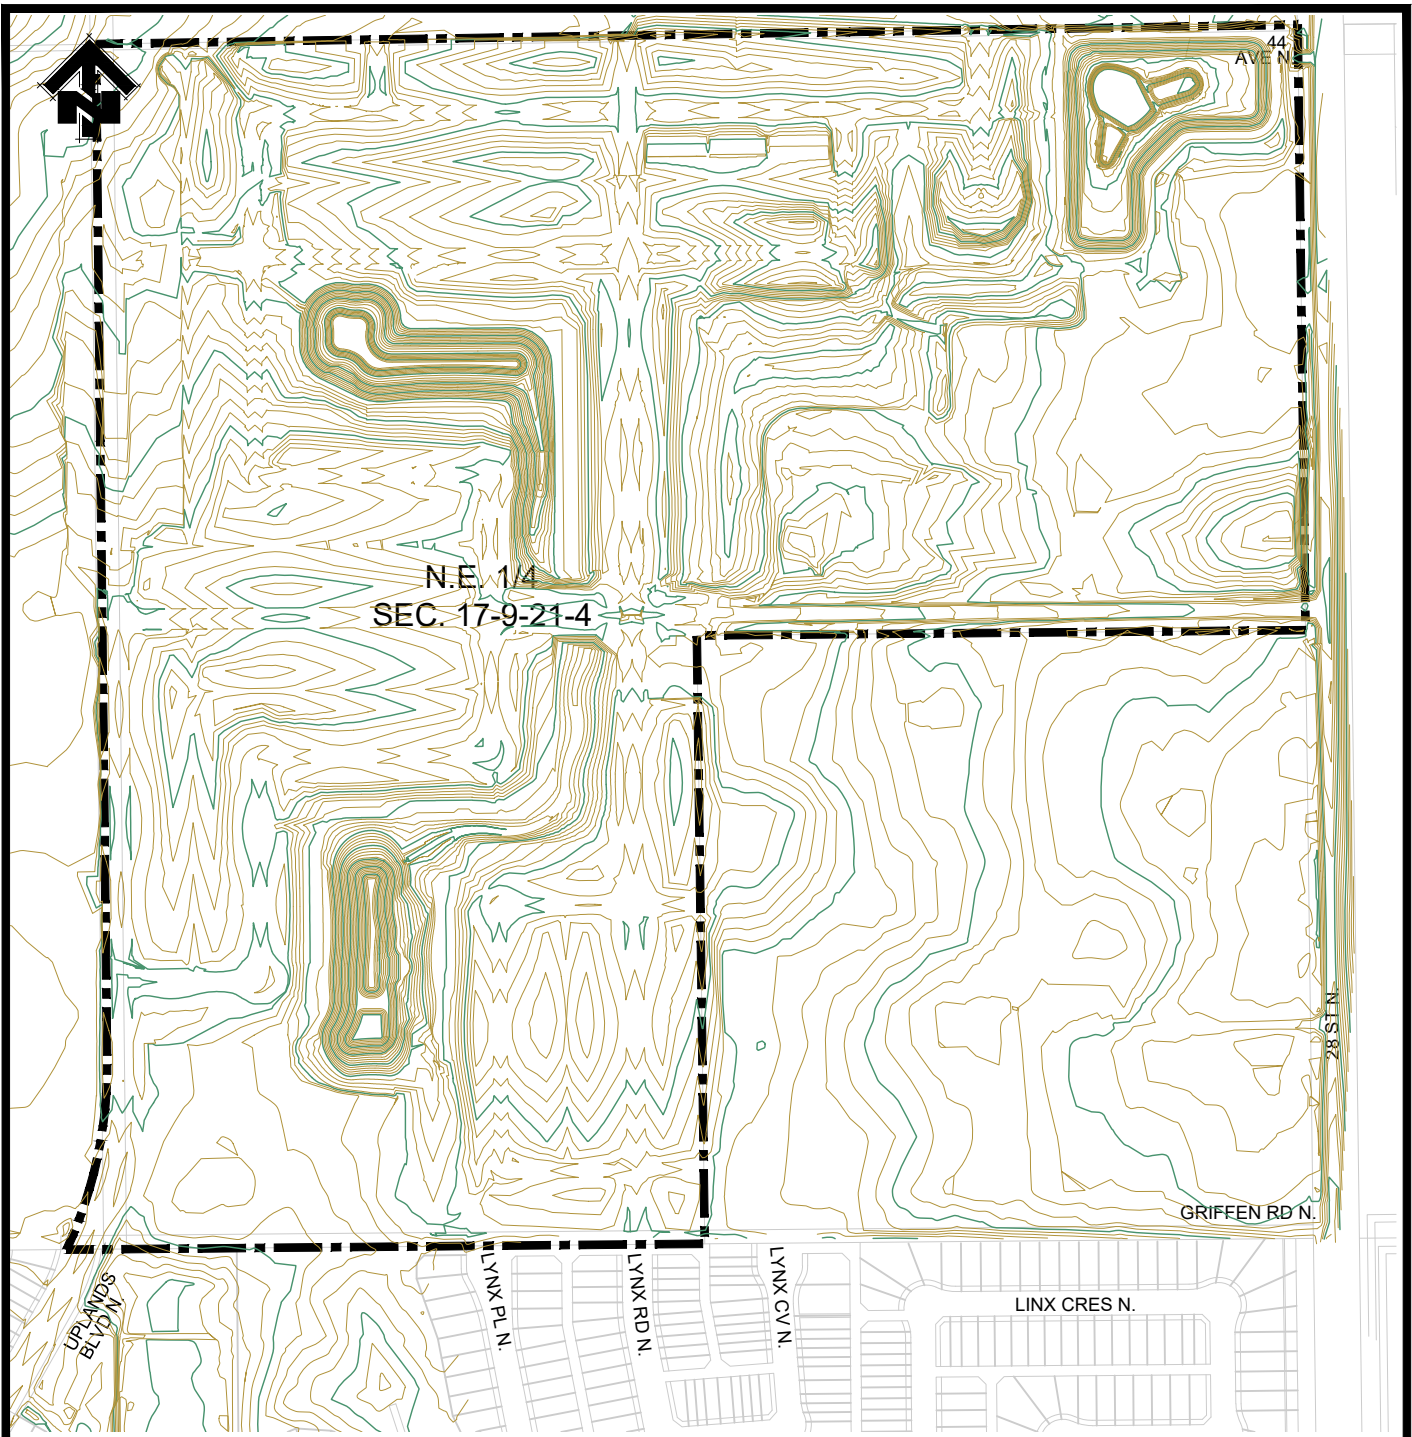 44
AVE N.
N
N.E. 1/4
SEC. 17-9-21-4
28 ST N.
GRIFFEN RD N.
UPLANDS
BLVD N.
LYNX PL N.
LYNX RD N.
LYNX CV N.
LINX CRES N.